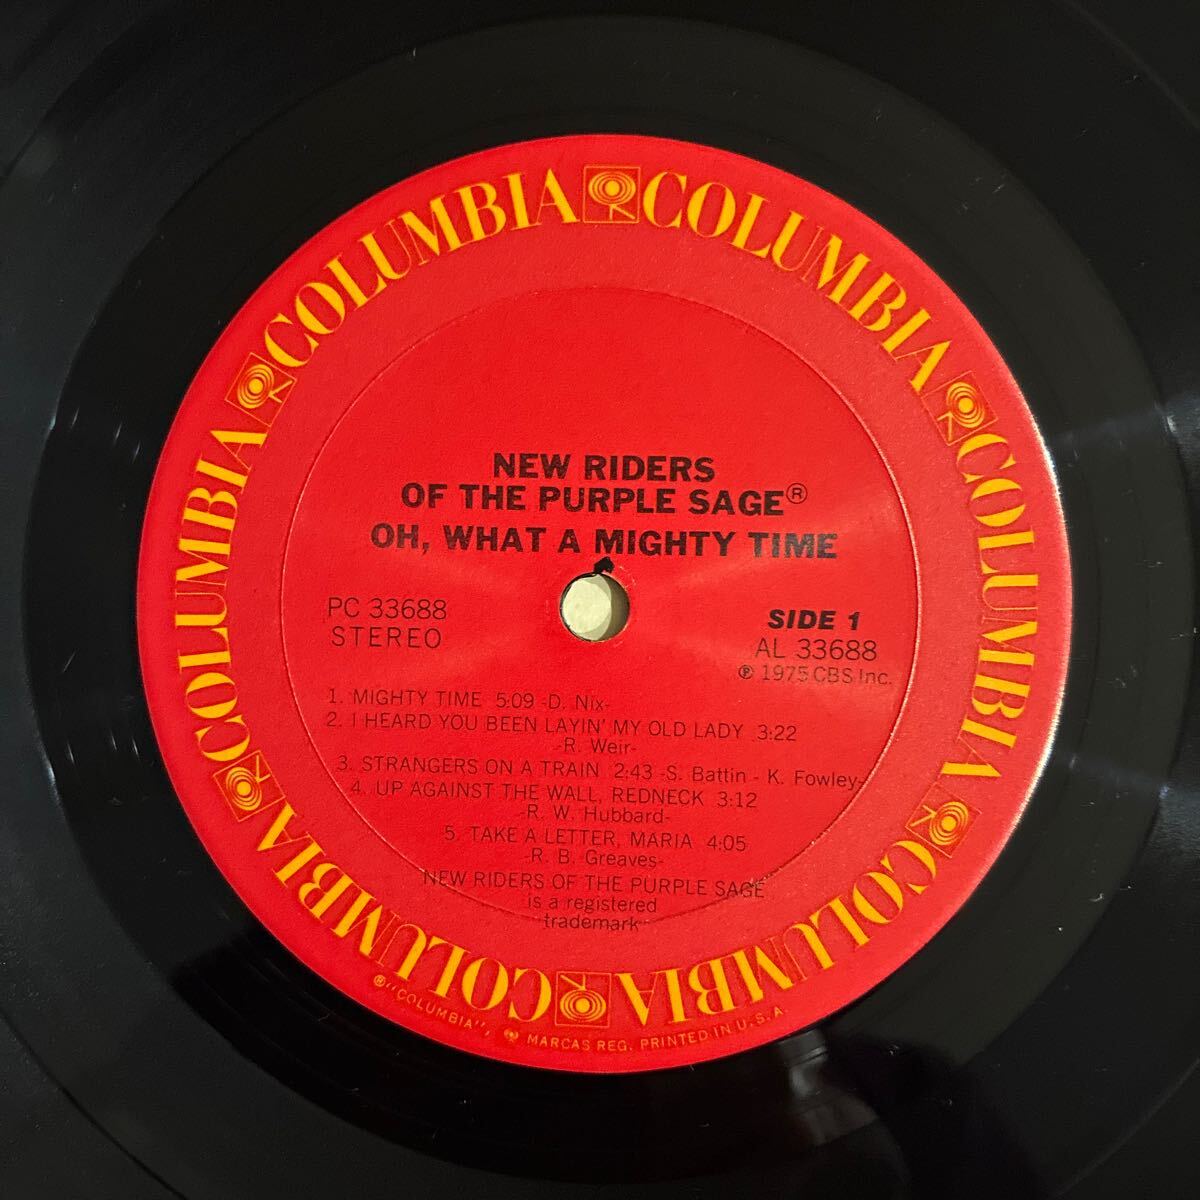 COLUMBIA COLUMBIA COLUMBIA COLUMBIA COLUMBIA COLUMBIA
NEW RIDERS
OF THE PURPLE SAGE®
OH, WHAT A MIGHTY TIME
PC 33688
STEREO
SIDE 1
AL 33688
℗ 1975 CBS Inc.
1. MIGHTY TIME 5:09 -D. Nix-
2. I HEARD YOU BEEN LAYIN' MY OLD LADY 3:22
-R. Weir-
3. STRANGERS ON A TRAIN 2:43 -S. Battin - K. Fowley-
4. UP AGAINST THE WALL, REDNECK 3:12
-R. W. Hubbard-
5. TAKE A LETTER, MARIA 4:05
-R. B. Greaves-
NEW RIDERS OF THE PURPLE SAGE
is a registered
trademark
® "COLUMBIA", MARCAS REG. PRINTED IN U.S.A.